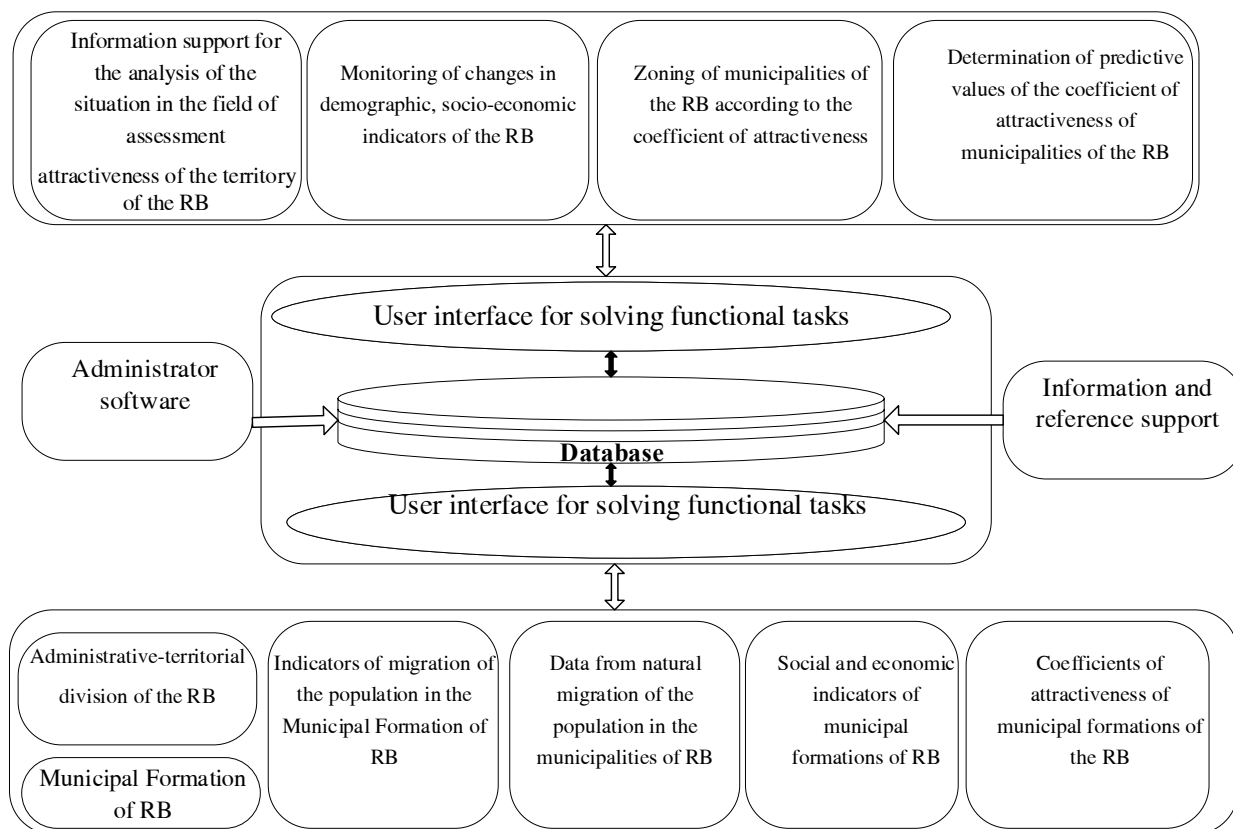 Information support for
the analysis of the
situation in the field of
assessment
attractiveness of the territory
of the RB
Monitoring of changes in
demographic, socio-economic
indicators of the RB
Zoning of municipalities of
the RB according to the
coefficient of attractiveness
Determination of predictive
values of the coefficient of
attractiveness of
municipalities of the RB
User interface for solving functional tasks
Administrator
software
Database
Information and
reference support
User interface for solving functional tasks
Administrative-territorial
division of the RB
Municipal Formation
of RB
Indicators of migration of
the population in the
Municipal Formation of
RB
Data from natural
migration of the
population in the
municipalities of RB
Social and economic
indicators of
municipal
formations of RB
Coefficients of
attractiveness of
municipal formations of
the RB